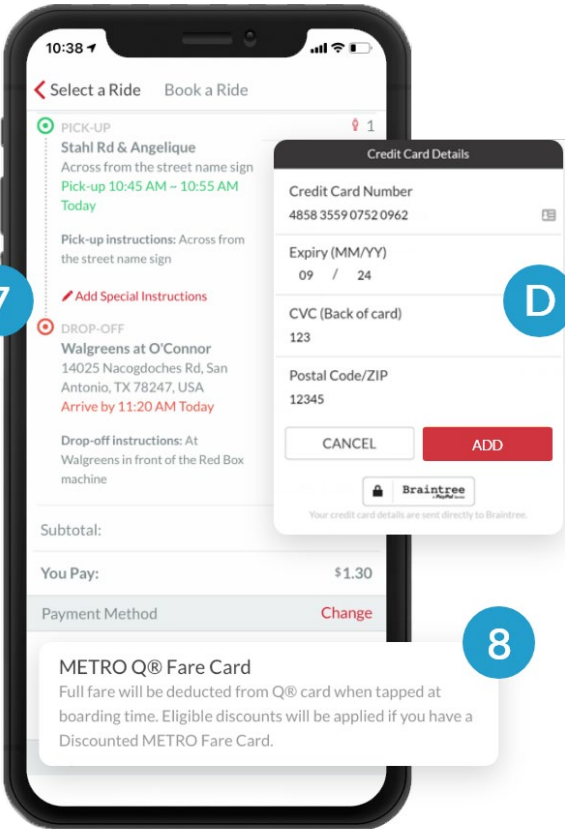 10:38
Select a Ride Book a Ride
PICK-UP
1
Stahl Rd & Angelique
Across from the street name sign
Pick-up 10:45 AM – 10:55 AM
Today
Pick-up instructions: Across from
the street name sign
Add Special Instructions
7
DROP-OFF
Walgreens at O'Connor
14025 Nacogdoches Rd, San
Antonio, TX 78247, USA
Arrive by 11:20 AM Today
Drop-off instructions: At
Walgreens in front of the Red Box
machine
Subtotal:
You Pay: $1.30
Payment Method Change
Credit Card Details
Credit Card Number
4858 3559 0752 0962
Expiry (MM/YY)
09 / 24
D
CVC (Back of card)
123
Postal Code/ZIP
12345
CANCEL ADD
Braintree
Your credit card details are sent directly to Braintree.
8
METRO Q® Fare Card
Full fare will be deducted from Q® card when tapped at
boarding time. Eligible discounts will be applied if you have a
Discounted METRO Fare Card.